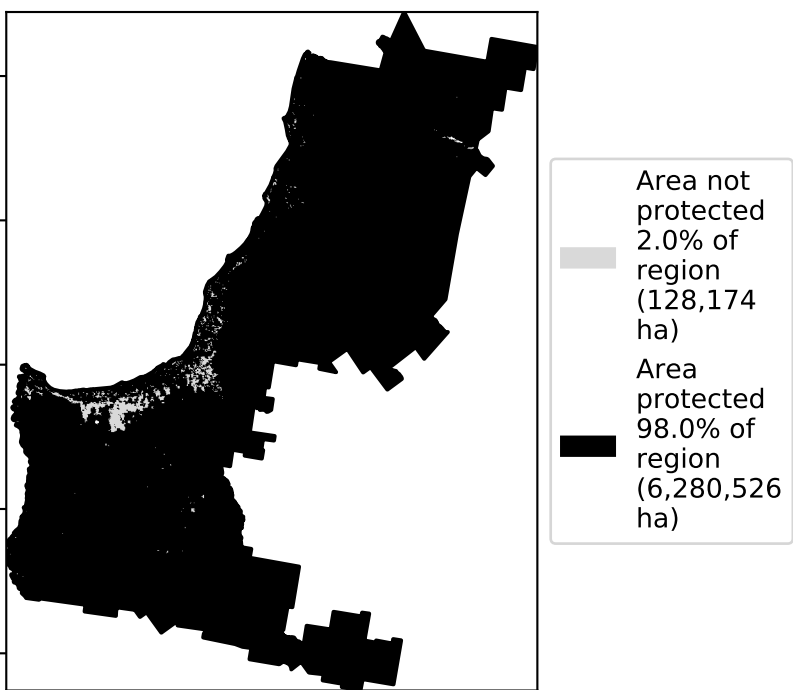 Area not
protected
2.0% of
region
(128,174
ha)
Area
protected
98.0% of
region
(6,280,526
ha)